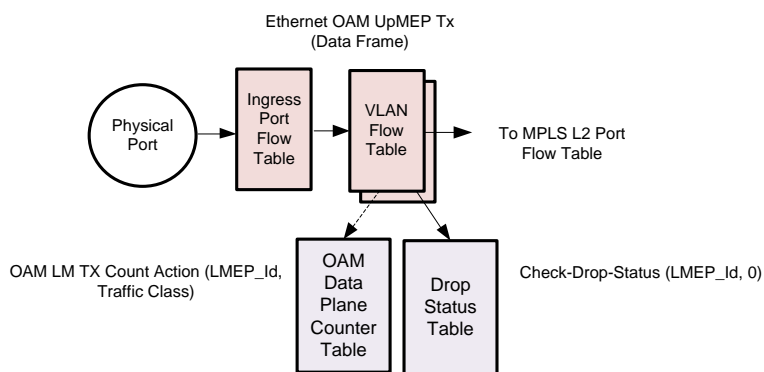 Ethernet OAM UpMEP Tx
(Data Frame)
Physical
Port
Ingress
Port
Flow
Table
VLAN
Flow
Table
To MPLS L2 Port
Flow Table
OAM LM TX Count Action (LMEP_Id,
Traffic Class)
OAM
Data
Plane
Counter
Table
Drop
Status
Table
Check-Drop-Status (LMEP_Id, 0)